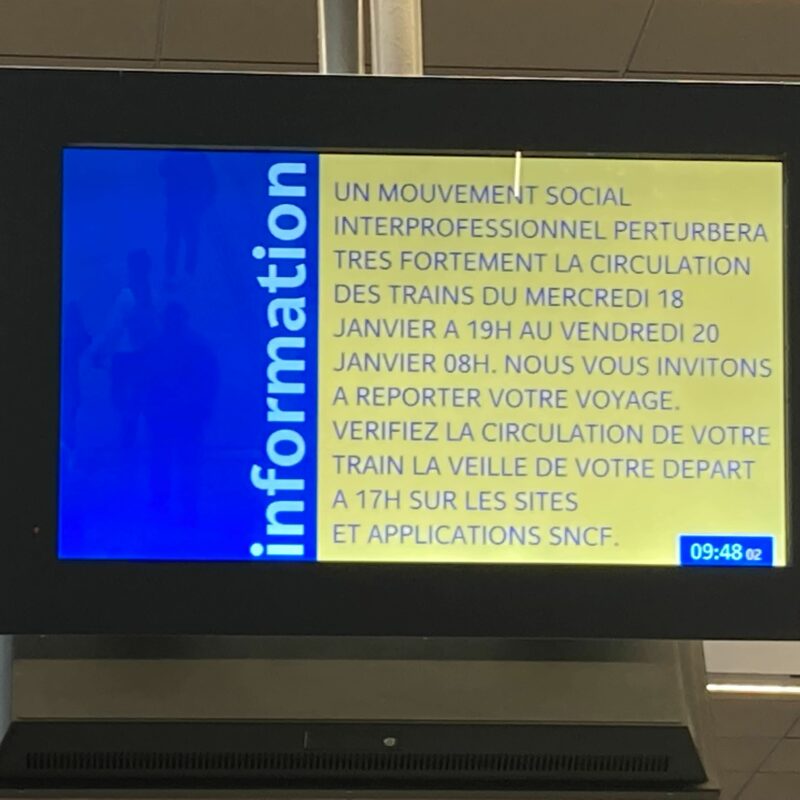 information
UN MOUVEMENT SOCIAL
INTERPROFESSIONNEL PERTURBERA
TRES FORTEMENT LA CIRCULATION
DES TRAINS DU MERCREDI 18
JANVIER A 19H AU VENDREDI 20
JANVIER 08H. NOUS VOUS INVITONS
A REPORTER VOTRE VOYAGE.
VERIFIEZ LA CIRCULATION DE VOTRE
TRAIN LA VEILLE DE VOTRE DEPART
A 17H SUR LES SITES
ET APPLICATIONS SNCF.
09:48 02